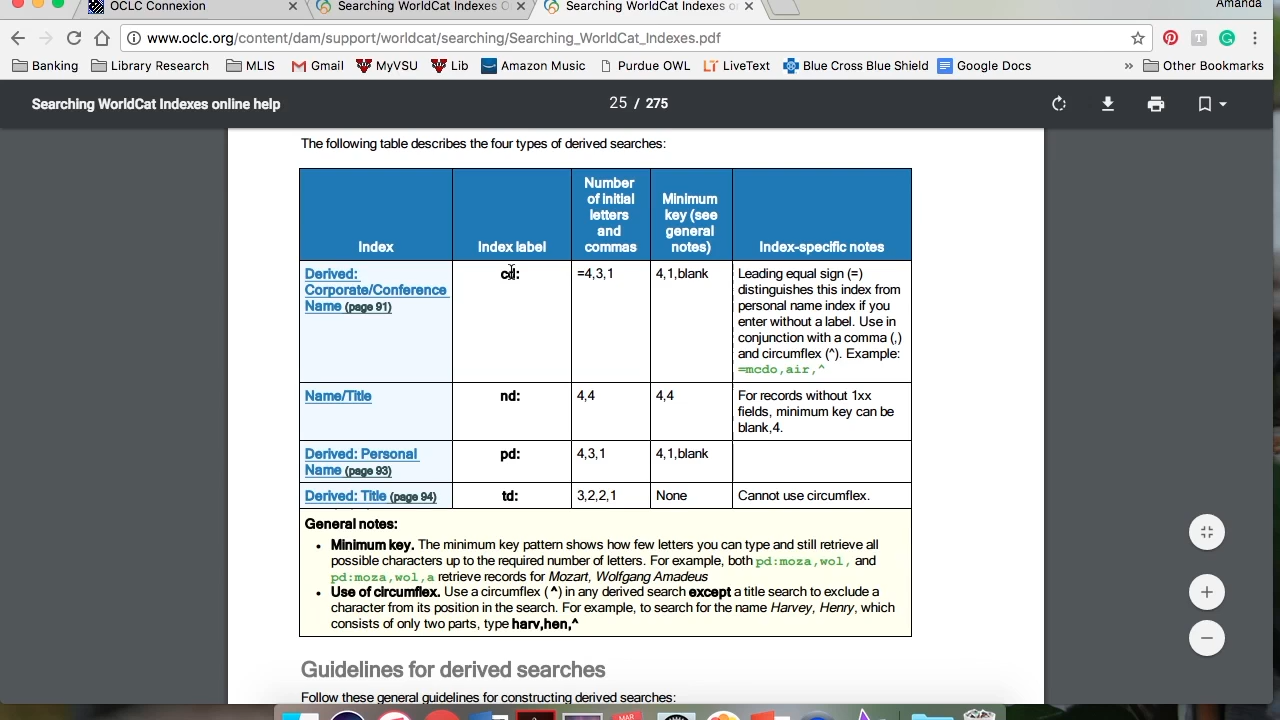 OCLC Connexion
Searching WorldCat Indexes O
Searching WorldCat Indexes or
Amanda
www.oclc.org/content/dam/support/worldcat/searching/Searching_WorldCat_Indexes.pdf
Banking Library Research MLIS Gmail MyVSU Lib Amazon Music Purdue OWL LiveText Blue Cross Blue Shield Google Docs » Other Bookmarks
Searching WorldCat Indexes online help
25 / 275
The following table describes the four types of derived searches:
Index
Index label
Number
of initial
letters
and
commas
Minimum
key (see
general
notes)
Index-specific notes
Derived:
Corporate/Conference
Name (page 91)
cd:
=4,3,1
4,1,blank
Leading equal sign (=)
distinguishes this index from
personal name index if you
enter without a label. Use in
conjunction with a comma (,)
and circumflex (^). Example:
=mcdo,air,^
Name/Title
nd:
4,4
4,4
For records without 1xx
fields, minimum key can be
blank,4.
Derived: Personal
Name (page 93)
pd:
4,3,1
4,1,blank
Derived: Title (page 94)
td:
3,2,2,1
None
Cannot use circumflex.
General notes:
• Minimum key. The minimum key pattern shows how few letters you can type and still retrieve all
possible characters up to the required number of letters. For example, both pd:moza,wol, and
pd:moza,wol,a retrieve records for Mozart, Wolfgang Amadeus
• Use of circumflex. Use a circumflex (^) in any derived search except a title search to exclude a
character from its position in the search. For example, to search for the name Harvey, Henry, which
consists of only two parts, type harv,hen,^
Guidelines for derived searches
Follow these general guidelines for constructing derived searches:
MAR